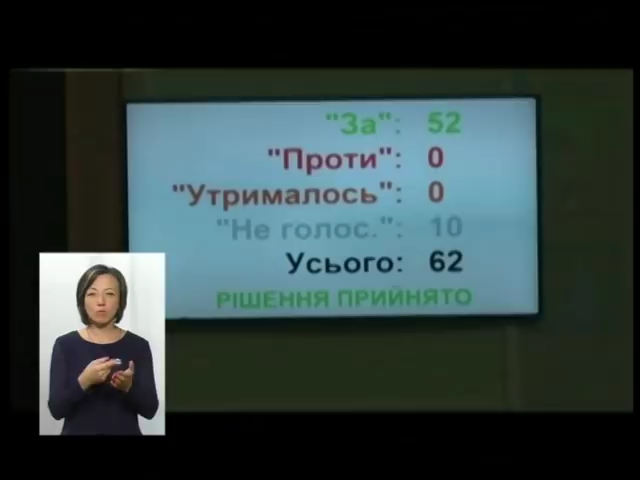 "За": 52
"Проти": 0
"Утрималось": 0
"Не голос.": 10
Усього: 62
РІШЕННЯ ПРИЙНЯТО